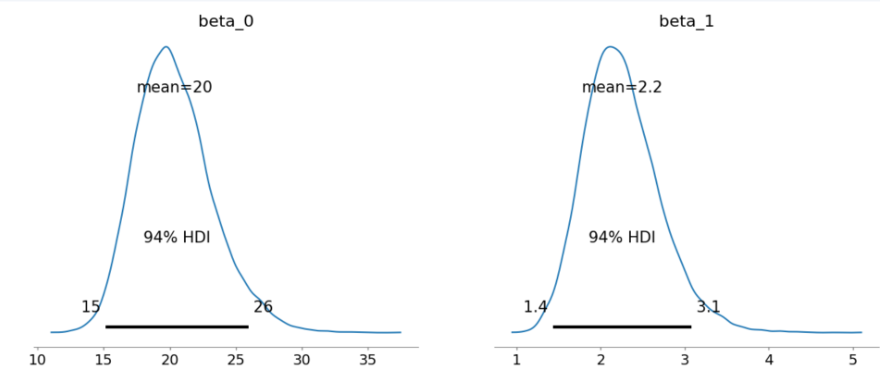 beta_0
mean=20
94% HDI
15
26
10 15 20 25 30 35
beta_1
mean=2.2
94% HDI
1.4
3.1
1 2 3 4 5